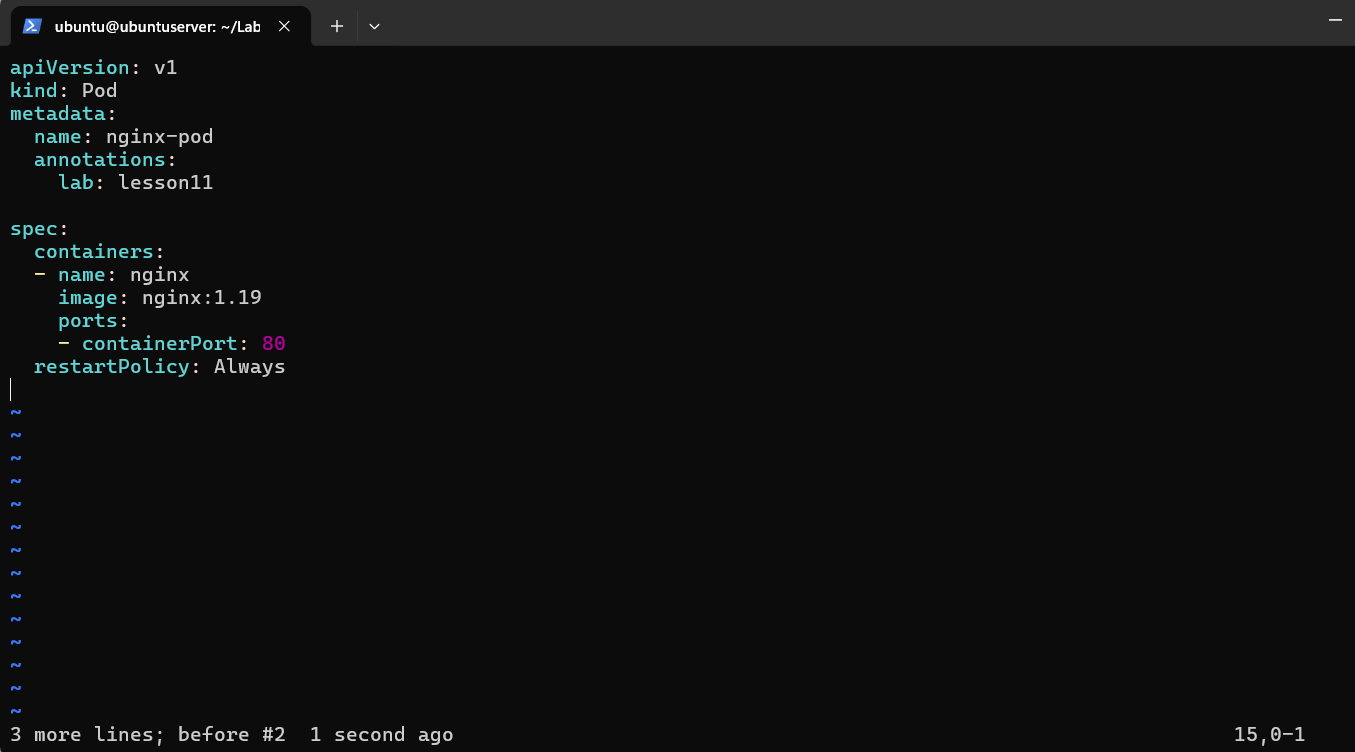 ubuntu@ubuntuserver: ~/Lab
apiVersion: v1
kind: Pod
metadata:
  name: nginx-pod
  annotations:
    lab: lesson11

spec:
  containers:
  - name: nginx
    image: nginx:1.19
    ports:
    - containerPort: 80
  restartPolicy: Always

~
~
~
~
~
~
~
~
~
~
~
~
~
~
3 more lines; before #2  1 second ago 15,0-1